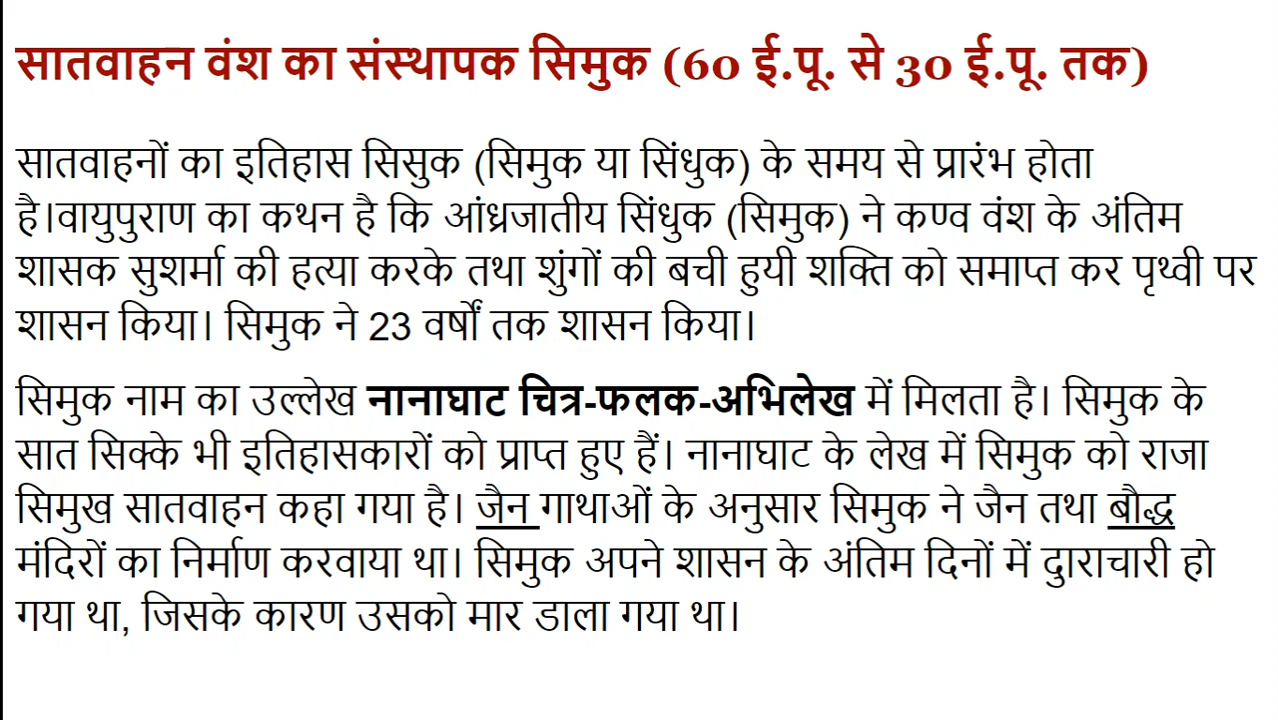 सातवाहन वंश का संस्थापक सिमुक (60 ई.पू. से 30 ई.पू. तक)
सातवाहनों का इतिहास सिसुक (सिमुक या सिंधुक) के समय से प्रारंभ होता
है।वायुपुराण का कथन है कि आंध्रजातीय सिंधुक (सिमुक) ने कण्व वंश के अंतिम
शासक सुशर्मा की हत्या करके तथा शुंगों की बची हुयी शक्ति को समाप्त कर पृथ्वी पर
शासन किया। सिमुक ने 23 वर्षों तक शासन किया।
सिमुक नाम का उल्लेख नानाघाट चित्र-फलक-अभिलेख में मिलता है। सिमुक के
सात सिक्के भी इतिहासकारों को प्राप्त हुए हैं। नानाघाट के लेख में सिमुक को राजा
सिमुख सातवाहन कहा गया है। जैन गाथाओं के अनुसार सिमुक ने जैन तथा बौद्ध
मंदिरों का निर्माण करवाया था। सिमुक अपने शासन के अंतिम दिनों में दुाराचारी हो
गया था, जिसके कारण उसको मार डाला गया था।